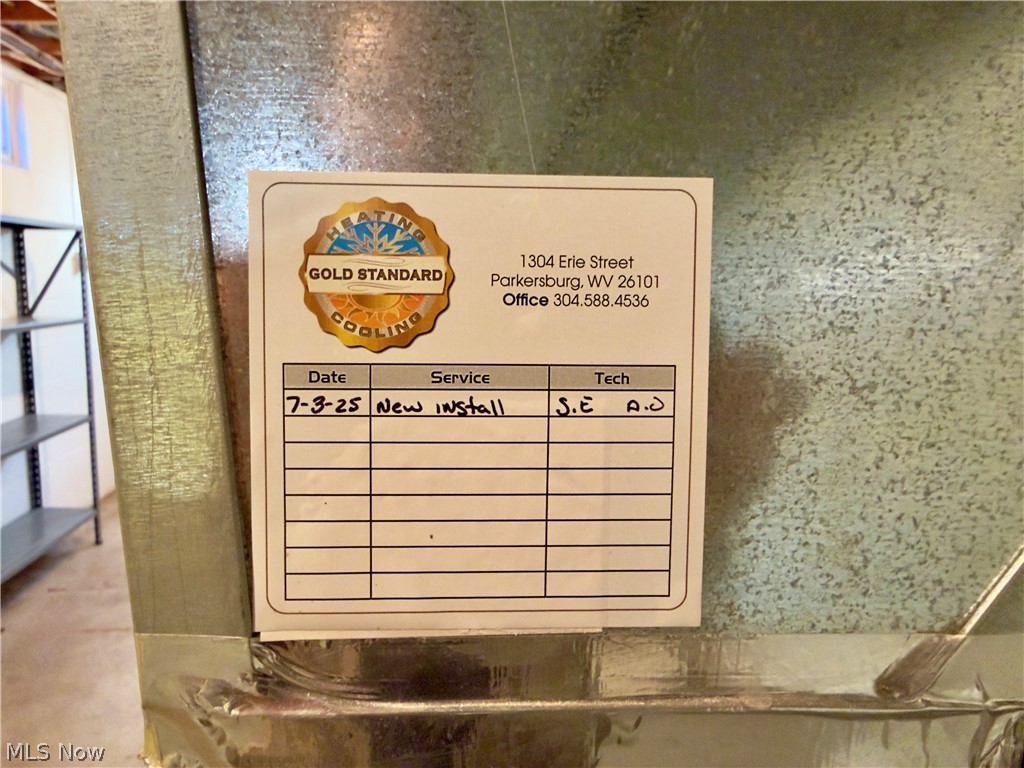 HEATING
GOLD STANDARD
COOLING
1304 Erie Street
Parkersburg, WV 26101
Office 304.588.4536
Date Service Tech
7-3-25 New install S.E A.J
MLS Now